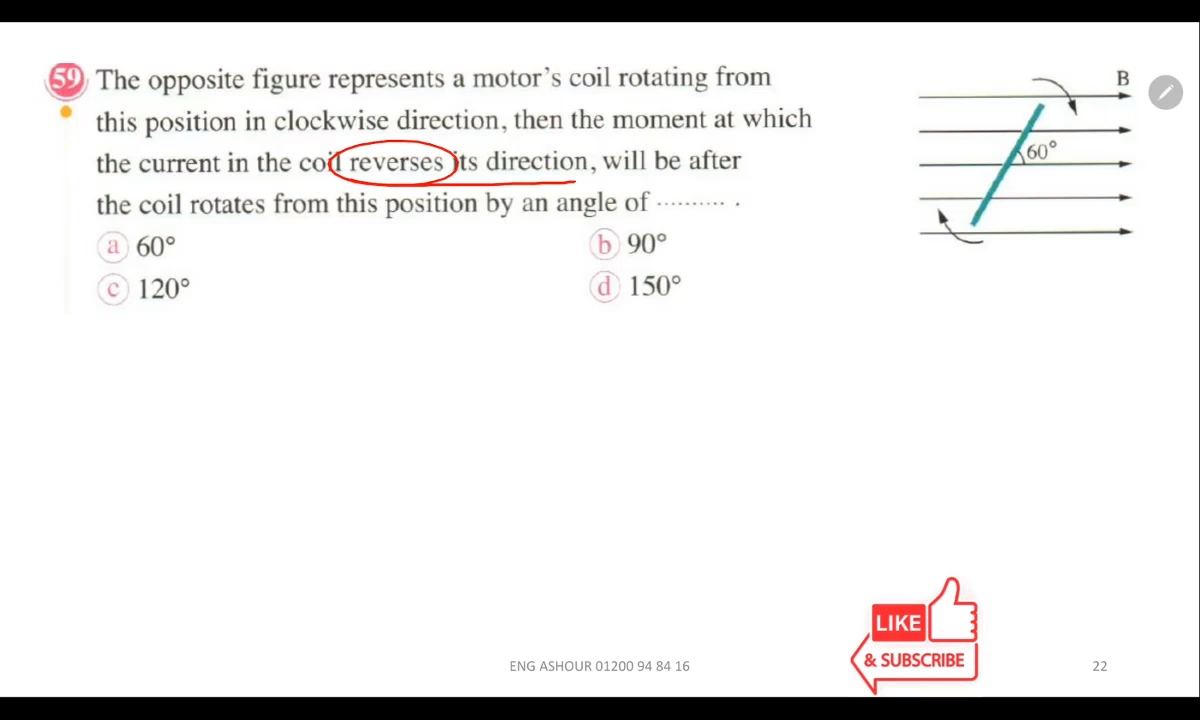 59 The opposite figure represents a motor's coil rotating from
this position in clockwise direction, then the moment at which
the current in the coil reverses its direction, will be after
the coil rotates from this position by an angle of .......... .
a 60°
b 90°
c 120°
d 150°
B
60°
LIKE
& SUBSCRIBE
ENG ASHOUR 01200 94 84 16
22